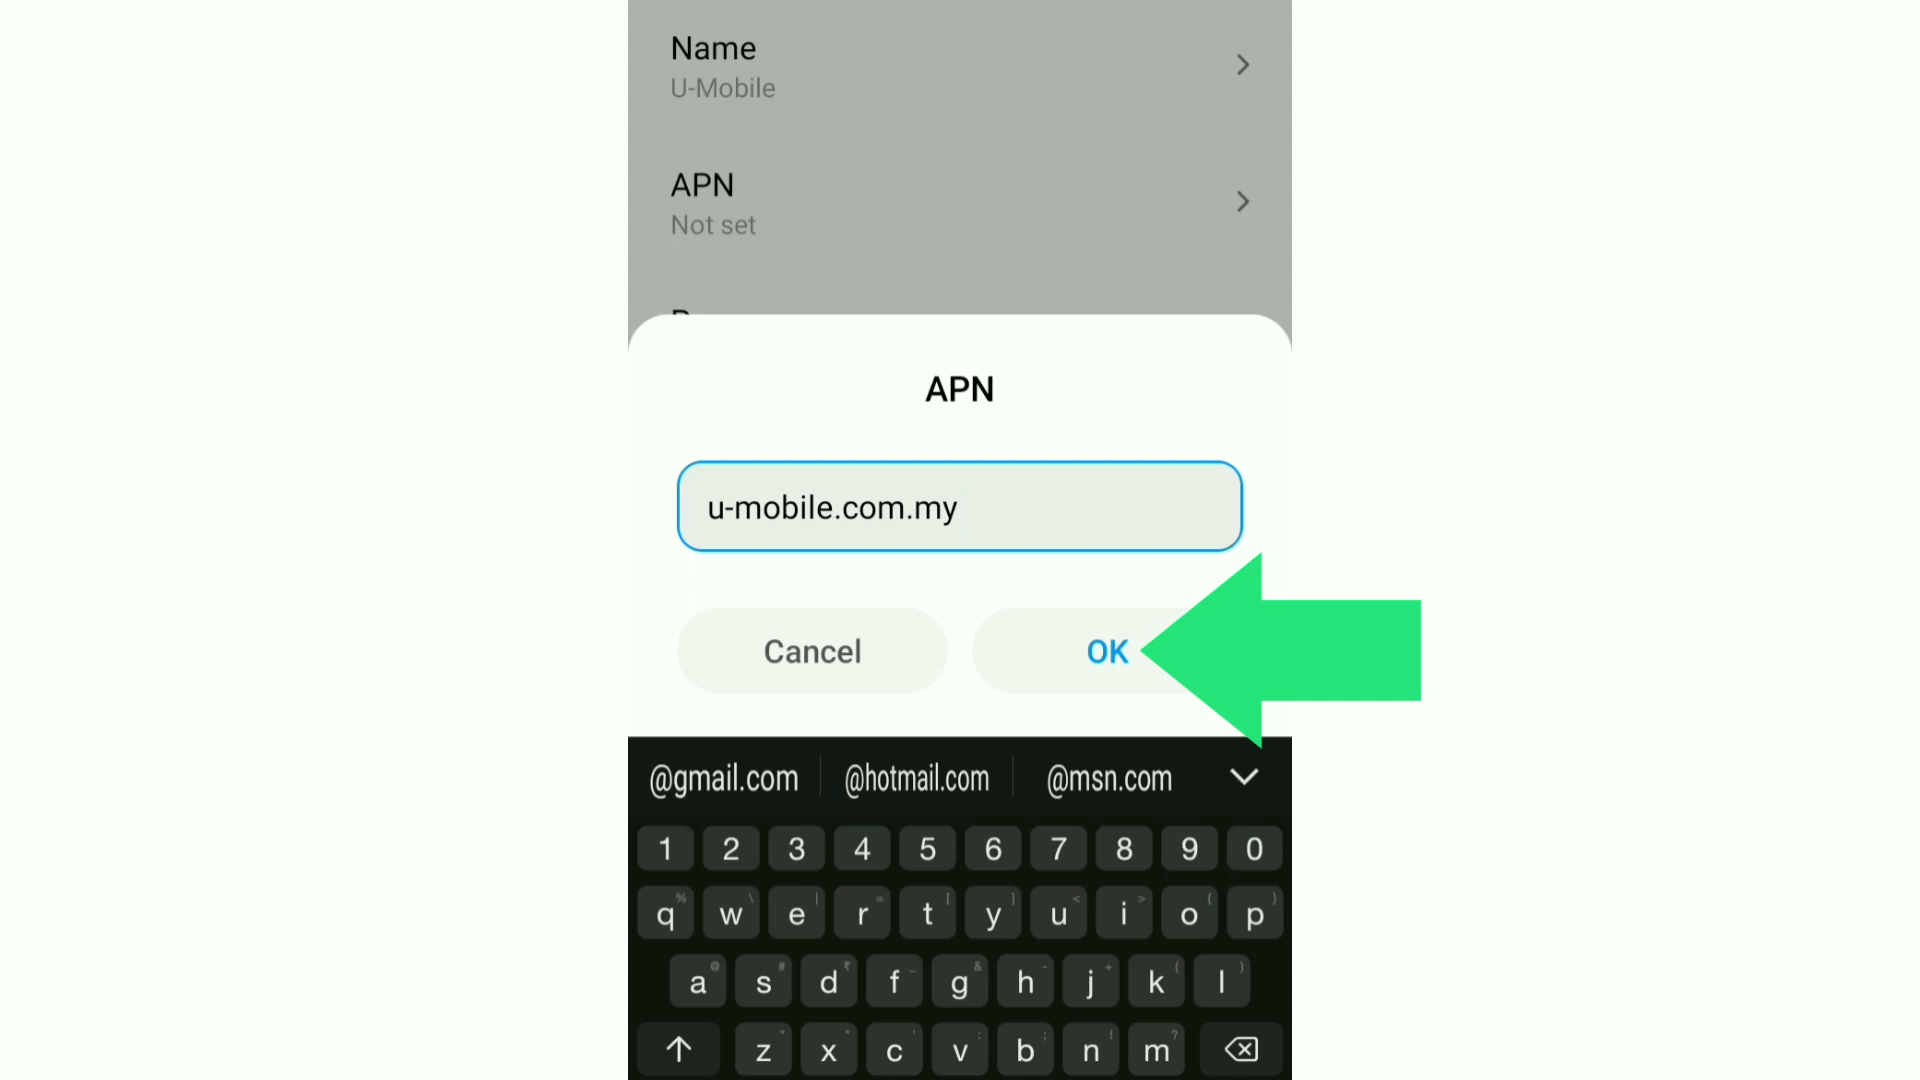 Name
U-Mobile
APN
Not set
APN
u-mobile.com.my
Cancel OK
@gmail.com @hotmail.com @msn.com
1 2 3 4 5 6 7 8 9 0
q w e r t y u i o p
a s d f g h j k l
z x c v b n m